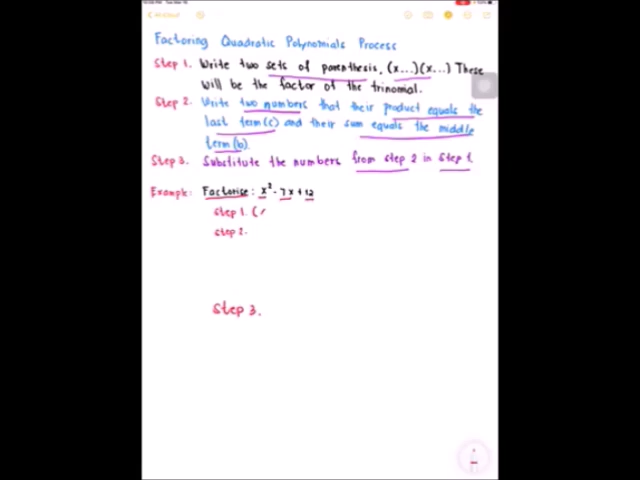 Factoring Quadratic Polynomials Process
Step 1. Write two sets of parenthesis, (x...)(x...) These
will be the factor of the trinomial.
Step 2. Write two numbers that their product equals the
last term (c) and their sum equals the middle
term (b).
Step 3. Substitute the numbers from step 2 in step 1.
Example: Factorise: x² - 7x + 12
Step 1. (
Step 2.
Step 3.